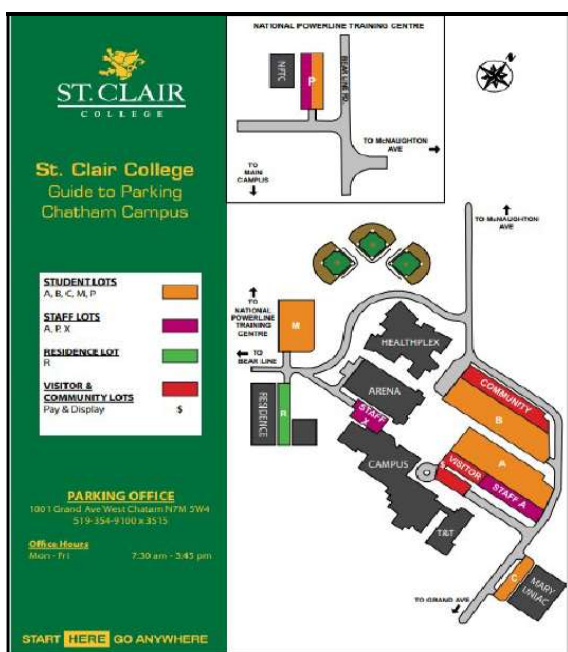 ST. CLAIR
COLLEGE
St. Clair College
Guide to Parking
Chatham Campus
STUDENT LOTS
A, B, C, M, P
STAFF LOTS
A, P, X
RESIDENCE LOT
R
VISITOR &
COMMUNITY LOTS
Pay & Display $
PARKING OFFICE
1001 Grand Ave West Chatam N7M 5W4
519-354-9100 x 3515
Office Hours
Mon - Fri 7:30 am - 3:45 pm
START HERE GO ANYWHERE
NATIONAL POWERLINE TRAINING CENTRE
NPTC
P
BEAR LINE RD
TO McNAUGHTON
AVE
TO
MAIN
CAMPUS
N
TO McNAUGHTON
AVE
TO
NATIONAL
POWERLINE
TRAINING
CENTRE
M
TO
BEAR LINE
HEALTHPLEX
ARENA
RESIDENCE
R
STAFF
X
COMMUNITY
B
CAMPUS
A
$
VISITOR
STAFF A
T&T
C
MARY
UNIAC
TO GRAND AVE